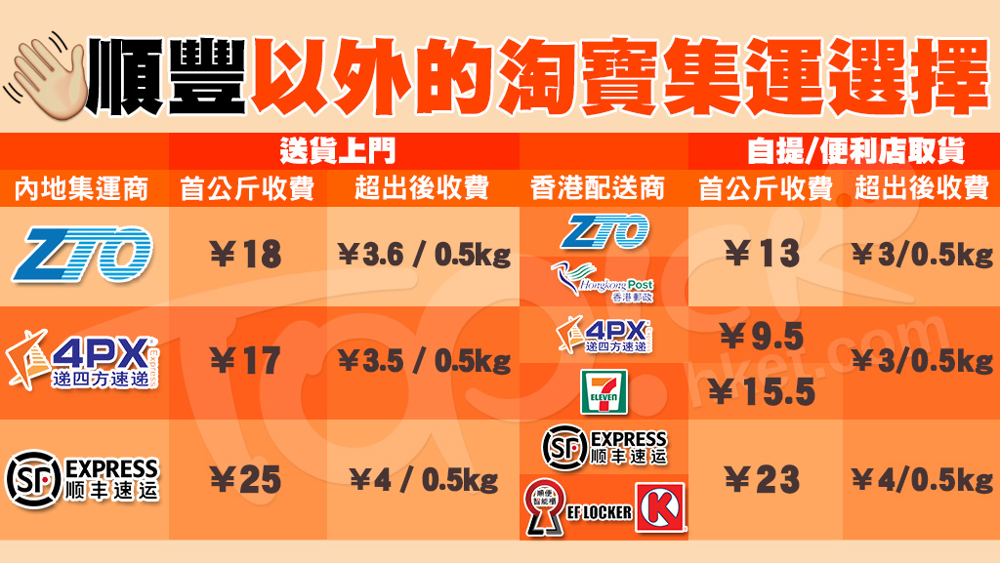 順豐以外的淘寶集運選擇
送貨上門 自提/便利店取貨
內地集運商 首公斤收費 超出後收費 香港配送商 首公斤收費 超出後收費
ZTO ¥18 ¥3.6 / 0.5kg ZTO ¥13 ¥3/0.5kg
Hongkong Post
香港郵政
4PX Express
递四方速递
¥17 ¥3.5 / 0.5kg
4PX
递四方速递
¥9.5
¥3/0.5kg
7 ELEVEN
¥15.5
SF EXPRESS
顺丰速运
¥25 ¥4 / 0.5kg
SF EXPRESS
顺丰速运
¥23 ¥4/0.5kg
順便
智能櫃
EF LOCKER K
TOPick
hket.com